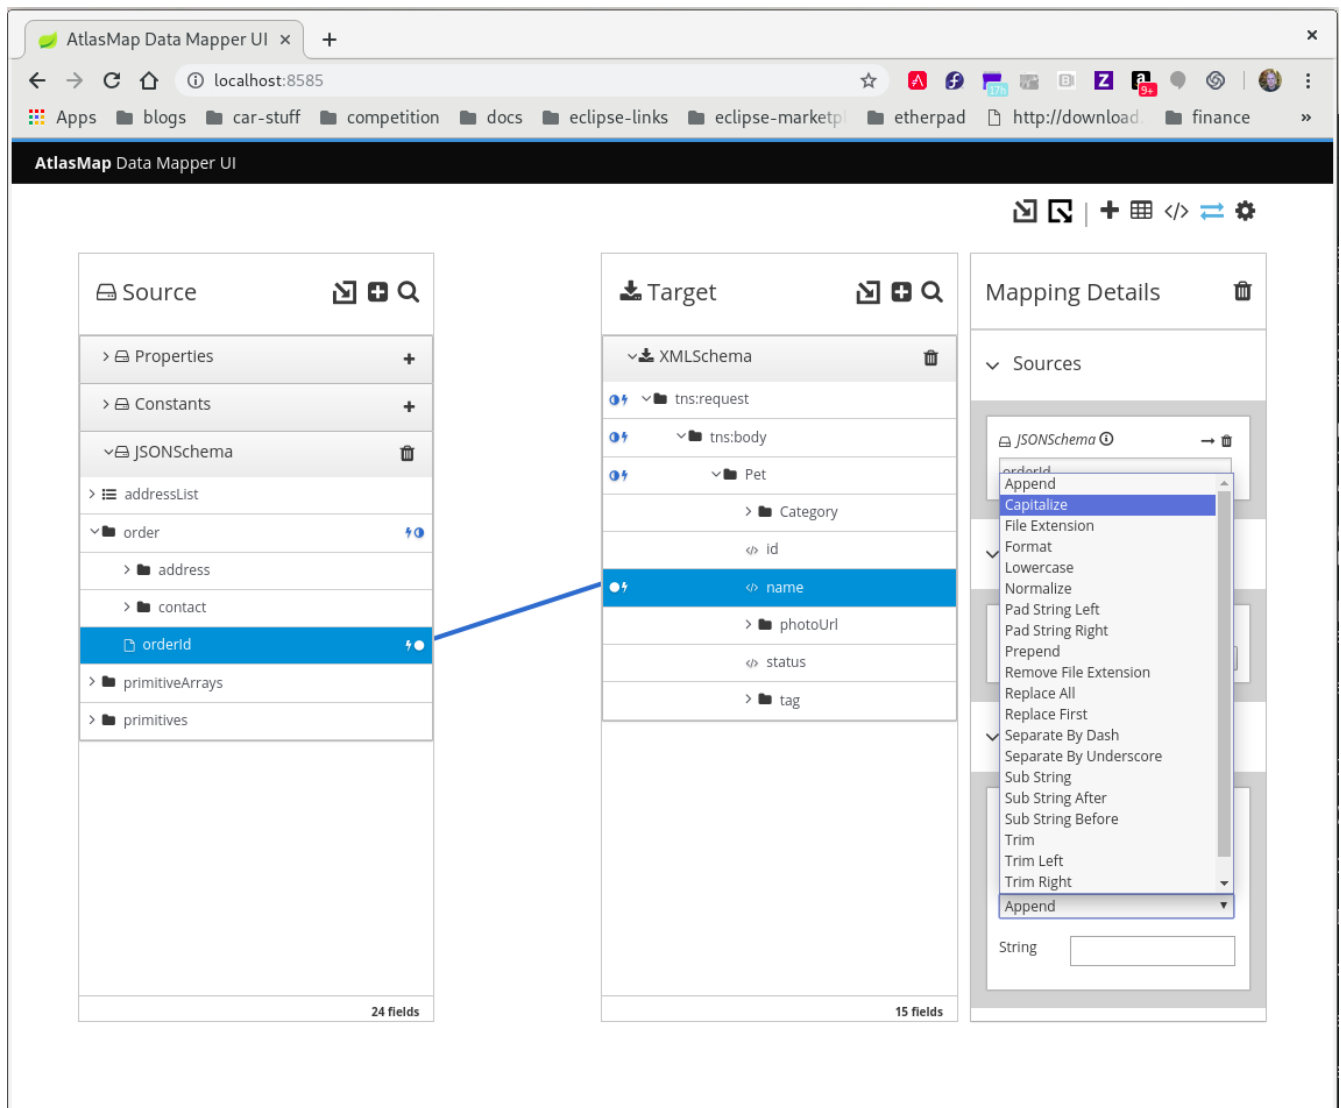 AtlasMap Data Mapper UI
localhost:8585
17h
9+
Apps blogs car-stuff competition docs eclipse-links eclipse-marketpl etherpad http://download. finance
AtlasMap Data Mapper UI
Source
Properties
Constants
JSONSchema
addressList
order
address
contact
orderId
primitiveArrays
primitives
24 fields
Target
XMLSchema
tns:request
tns:body
Pet
Category
id
name
photoUrl
status
tag
15 fields
Mapping Details
Sources
JSONSchema
orderId
Append
Capitalize
File Extension
Format
Lowercase
Normalize
Pad String Left
Pad String Right
Prepend
Remove File Extension
Replace All
Replace First
Separate By Dash
Separate By Underscore
Sub String
Sub String After
Sub String Before
Trim
Trim Left
Trim Right
Append
String